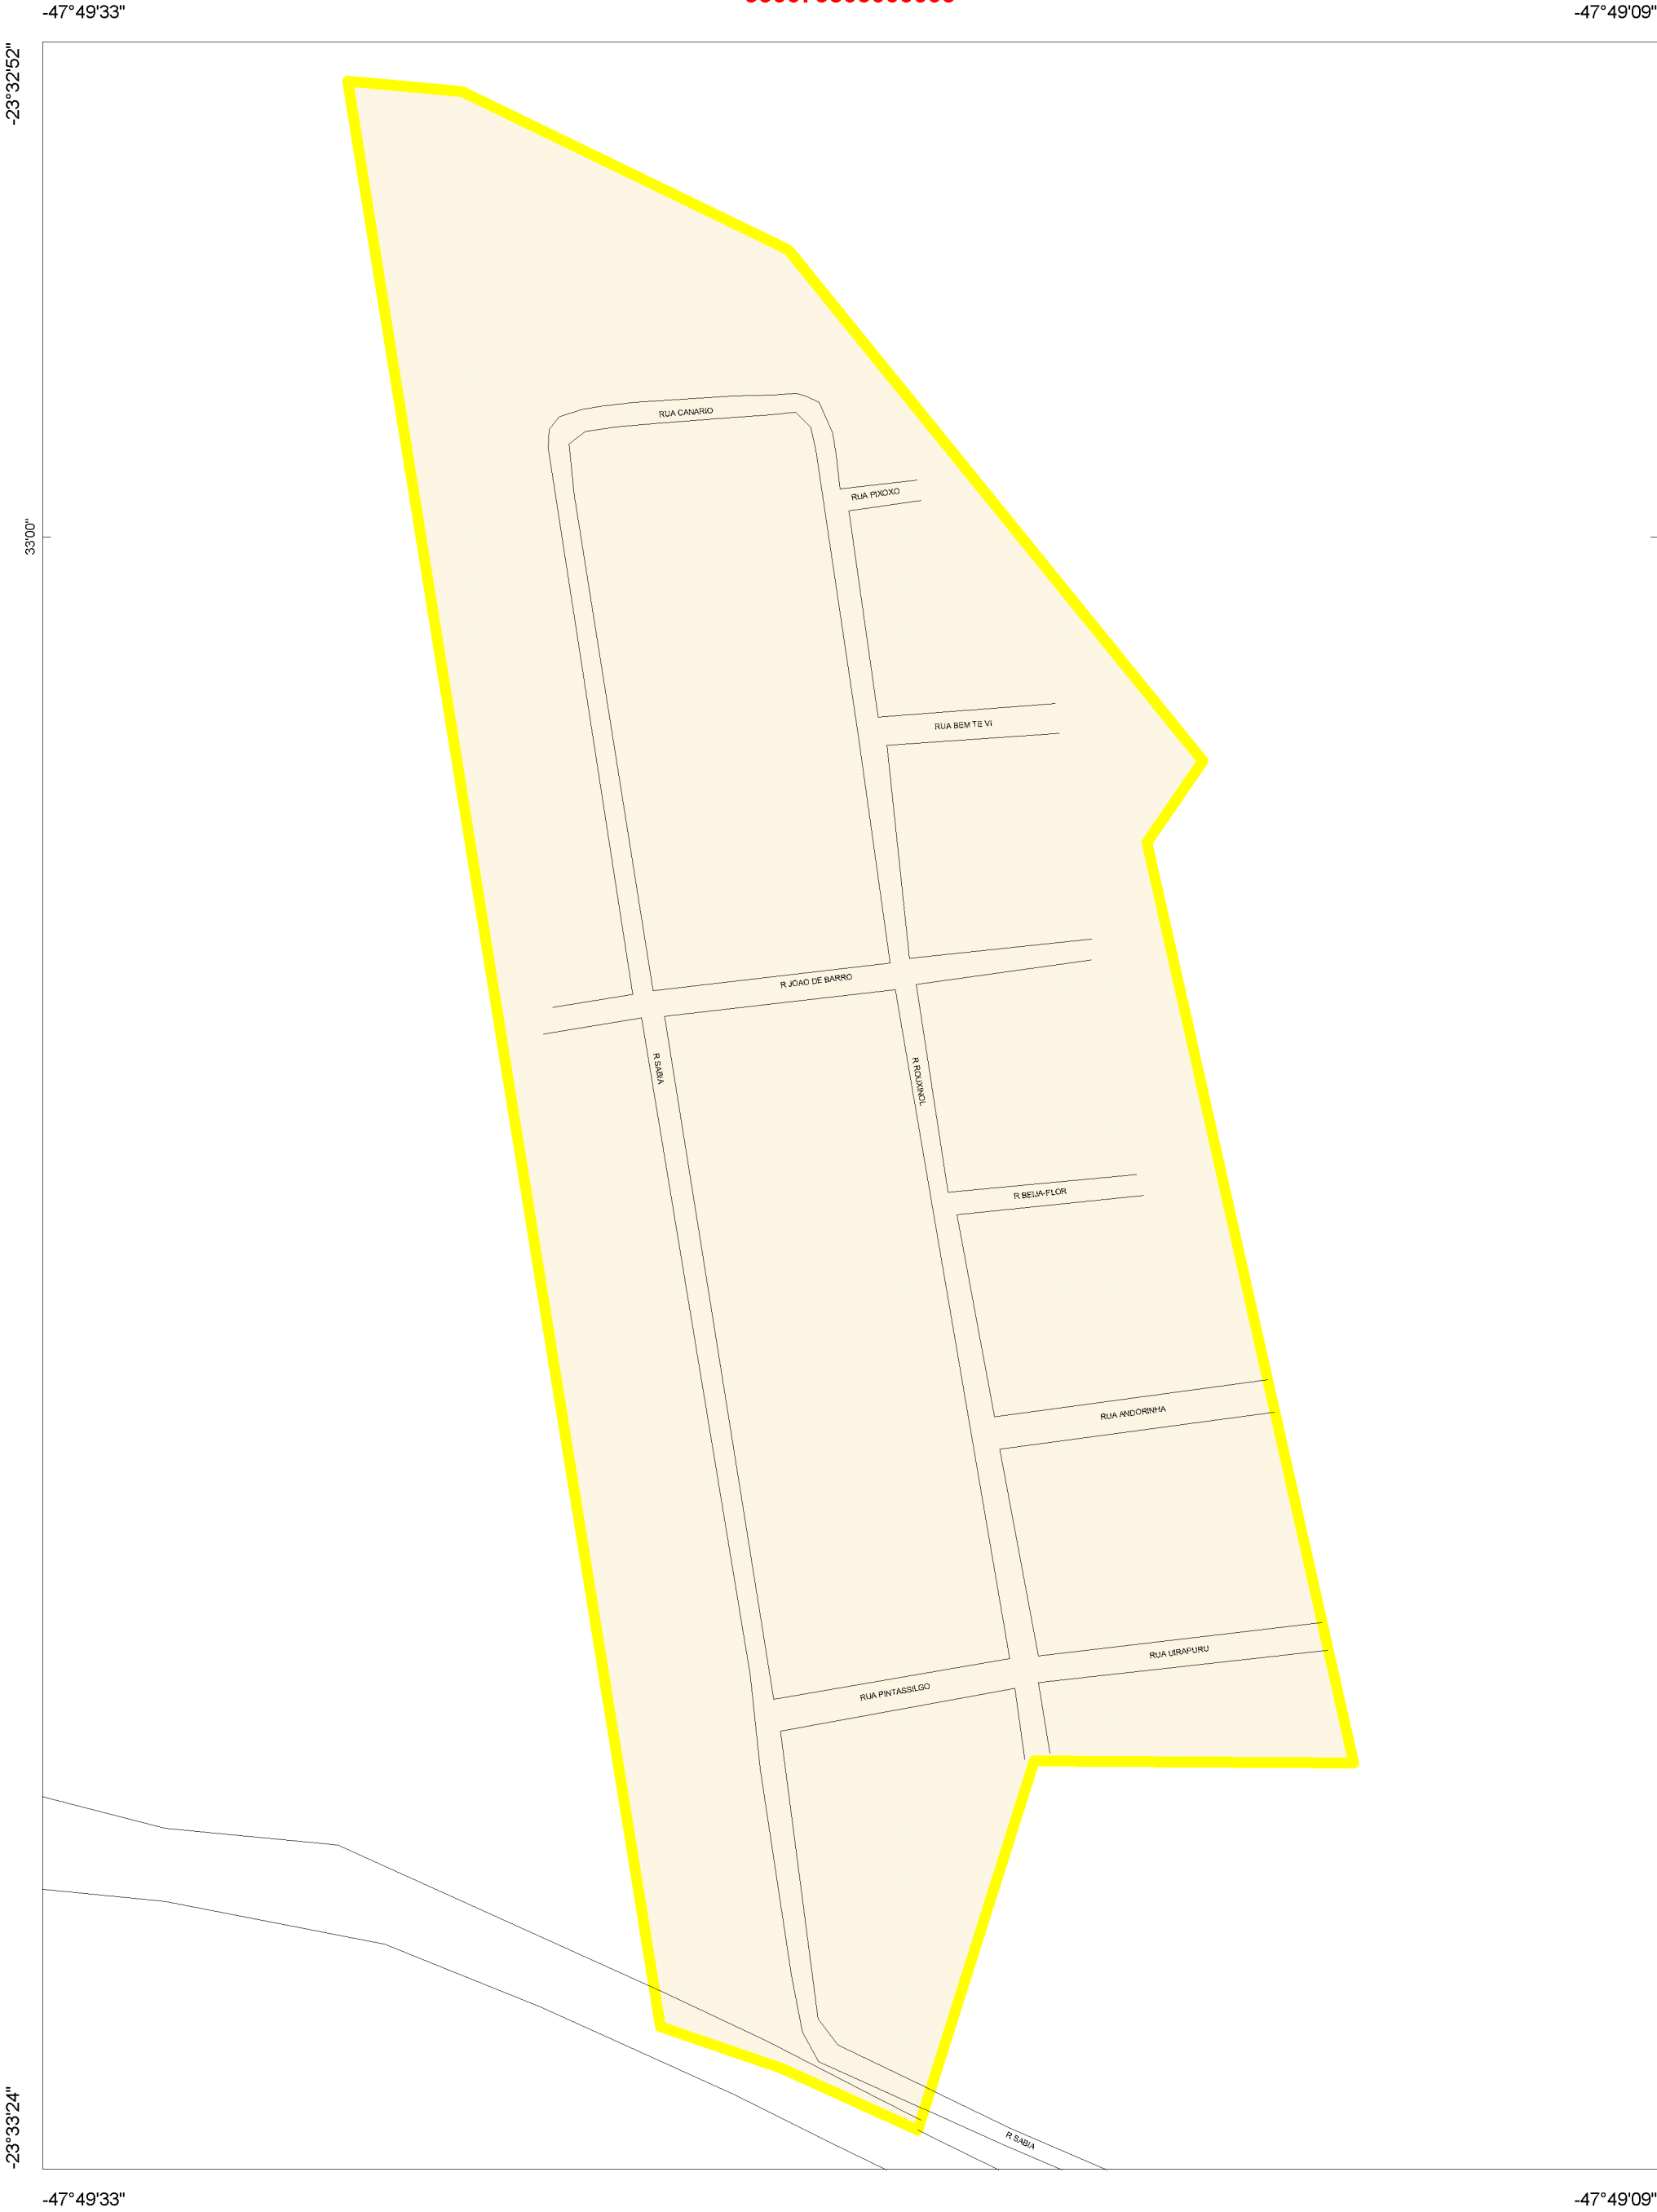 -47°49'33"
-47°49'09"
-23°32'52"
RUA CANARIO
RUA PIXOXO
33'00"
RUA BEM TE VI
R JOAO DE BARRO
R SABIA
R ROUXINOL
R BEIJA-FLOR
RUA ANDORINHA
RUA UIRAPURU
RUA PINTASSILGO
-23°33'24"
R SABIA
-47°49'33"
-47°49'09"